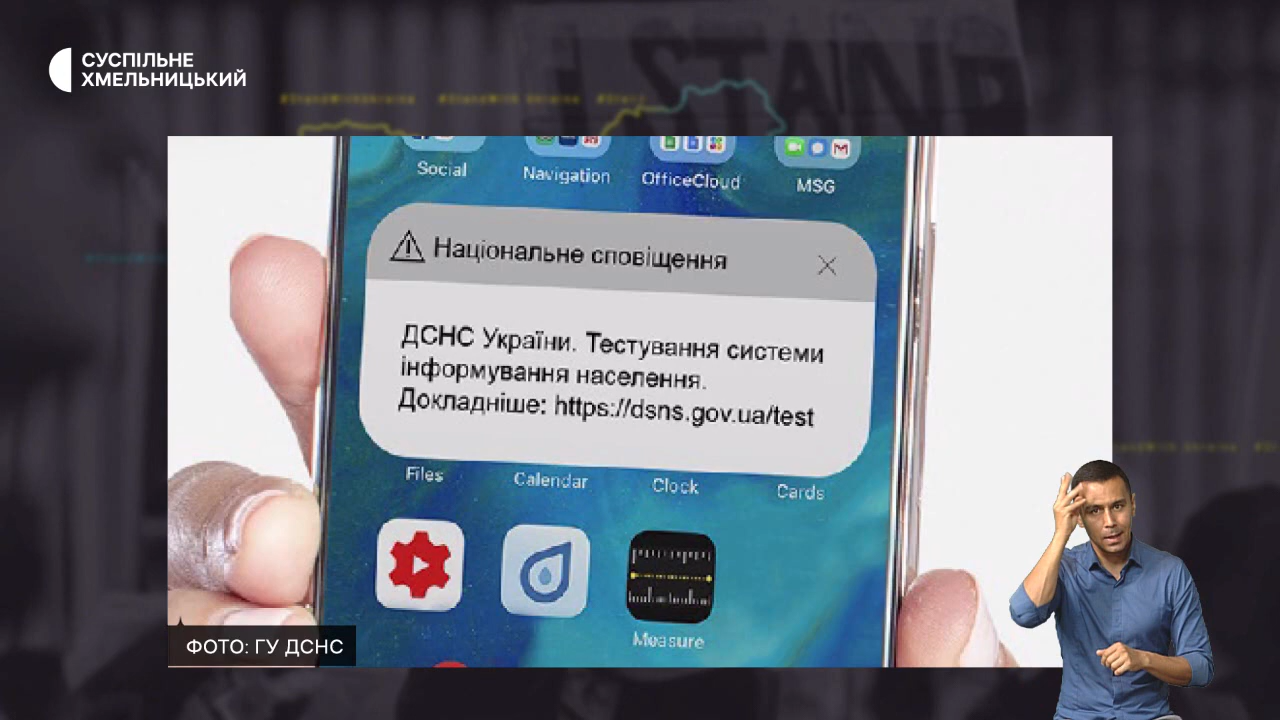 СУСПІЛЬНЕ
ХМЕЛЬНИЦЬКИЙ
STAND
Social
Navigation
OfficeCloud
MSG
Національне сповіщення
ДСНС України. Тестування системи
інформування населення.
Докладніше: https://dsns.gov.ua/test
Files
Calendar
Clock
Cards
Measure
ФОТО: ГУ ДСНС